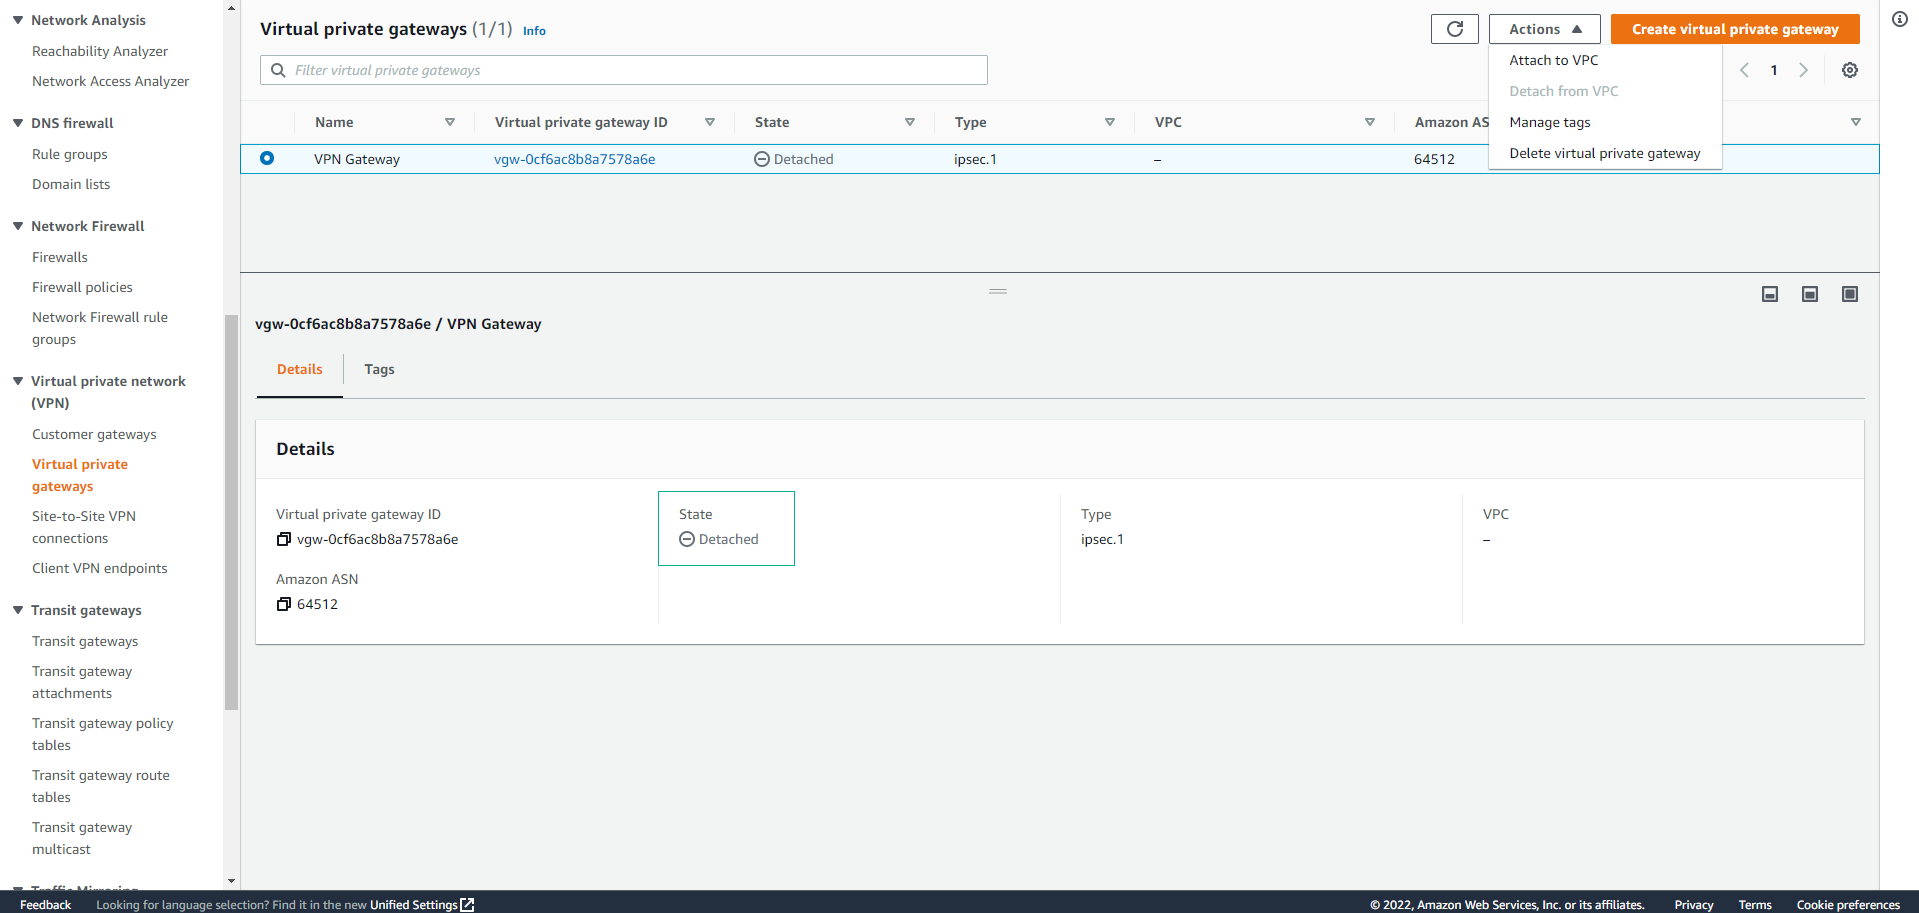 Network Analysis
Reachability Analyzer
Network Access Analyzer
DNS firewall
Rule groups
Domain lists
Network Firewall
Firewalls
Firewall policies
Network Firewall rule
groups
Virtual private network
(VPN)
Customer gateways
Virtual private
gateways
Site-to-Site VPN
connections
Client VPN endpoints
Transit gateways
Transit gateways
Transit gateway
attachments
Transit gateway policy
tables
Transit gateway route
tables
Transit gateway
multicast
Traffic Mirroring
Virtual private gateways (1/1) Info
Actions
Create virtual private gateway
Filter virtual private gateways
1
Attach to VPC
Detach from VPC
Manage tags
Delete virtual private gateway
Name Virtual private gateway ID State Type VPC Amazon AS
VPN Gateway vgw-0cf6ac8b8a7578a6e Detached ipsec.1 – 64512
vgw-0cf6ac8b8a7578a6e / VPN Gateway
Details Tags
Details
Virtual private gateway ID
vgw-0cf6ac8b8a7578a6e
Amazon ASN
64512
State
Detached
Type
ipsec.1
VPC
–
Feedback Looking for language selection? Find it in the new Unified Settings © 2022, Amazon Web Services, Inc. or its affiliates. Privacy Terms Cookie preferences